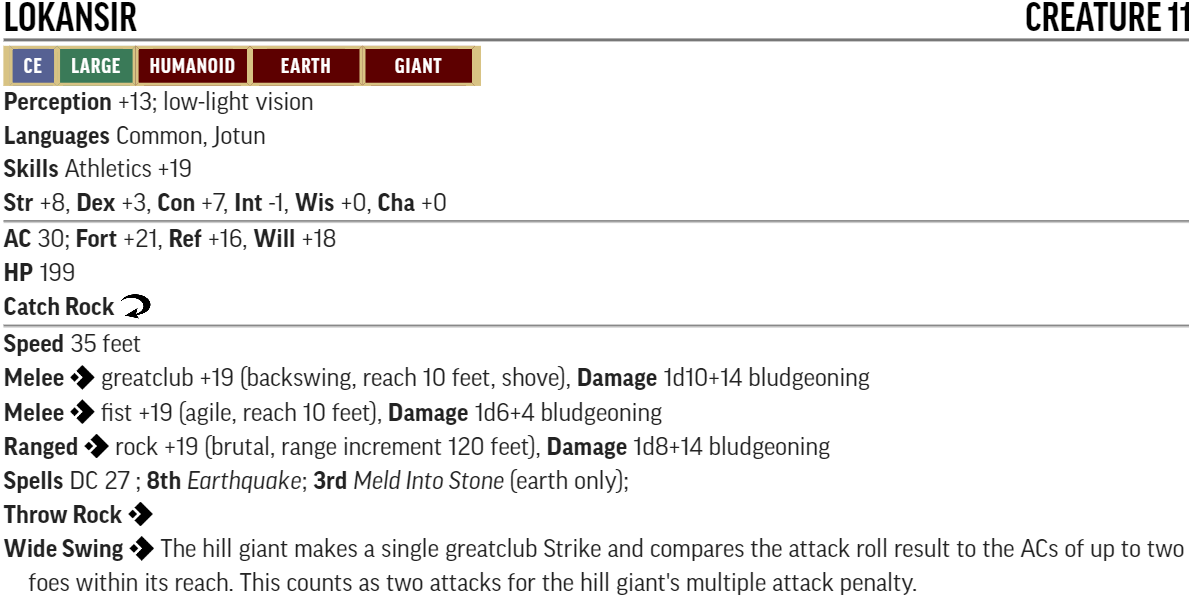 LOKANSIR CREATURE 11
CE LARGE HUMANOID EARTH GIANT
Perception +13; low-light vision
Languages Common, Jotun
Skills Athletics +19
Str +8, Dex +3, Con +7, Int -1, Wis +0, Cha +0
AC 30; Fort +21, Ref +16, Will +18
HP 199
Catch Rock
Speed 35 feet
Melee greatclub +19 (backswing, reach 10 feet, shove), Damage 1d10+14 bludgeoning
Melee fist +19 (agile, reach 10 feet), Damage 1d6+4 bludgeoning
Ranged rock +19 (brutal, range increment 120 feet), Damage 1d8+14 bludgeoning
Spells DC 27 ; 8th Earthquake; 3rd Meld Into Stone (earth only);
Throw Rock
Wide Swing The hill giant makes a single greatclub Strike and compares the attack roll result to the ACs of up to two
foes within its reach. This counts as two attacks for the hill giant's multiple attack penalty.